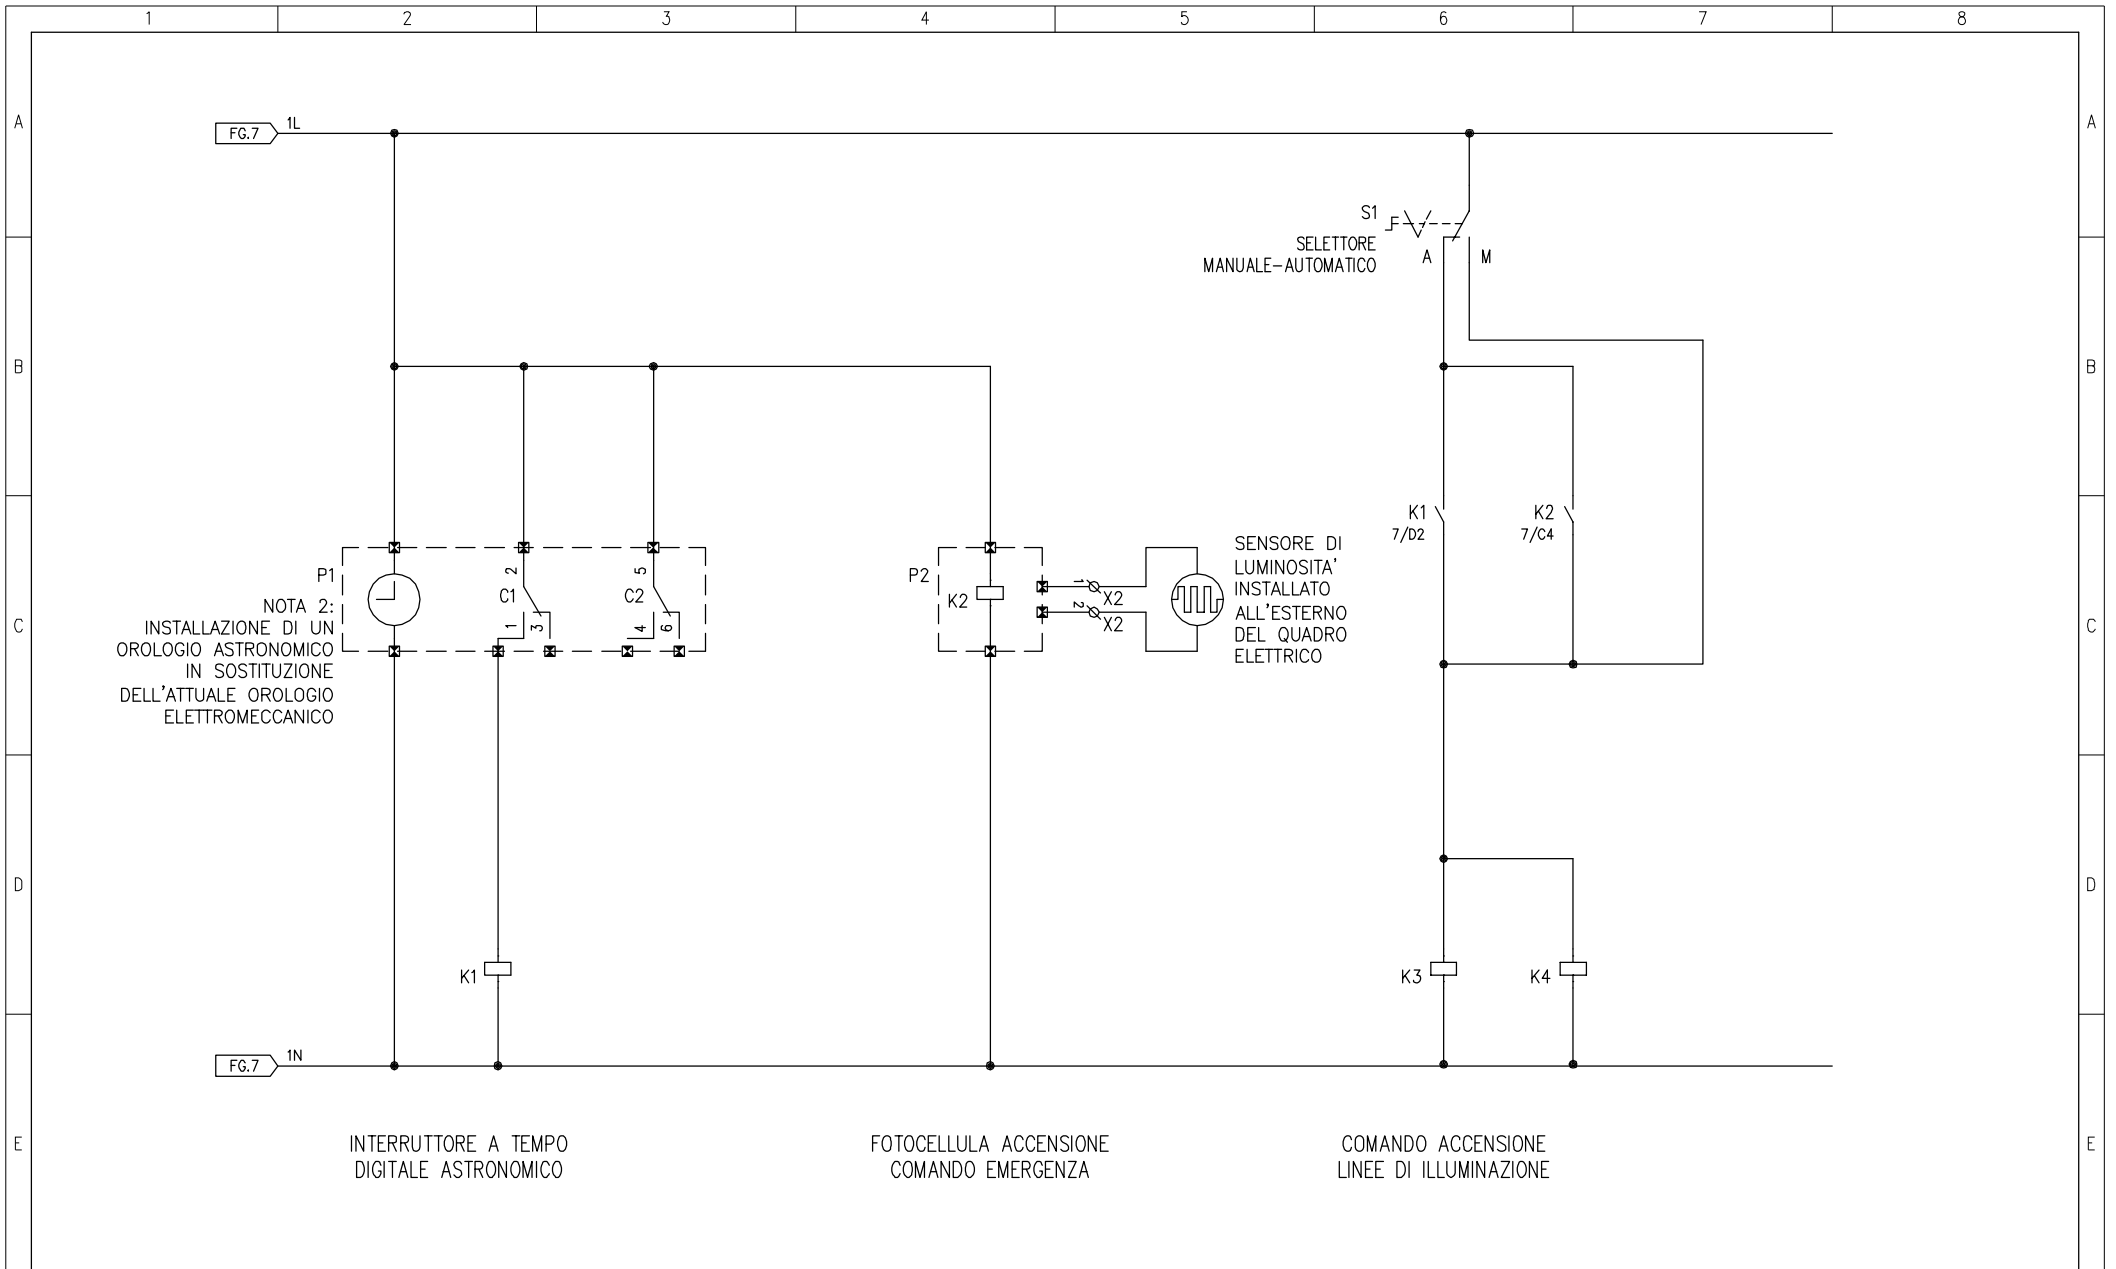 1 2 3 4 5 6 7 8
A A
FG.7 1L
S1
SELETTORE
MANUALE-AUTOMATICO
A M
B B
K1
7/D2
K2
7/C4
P1
NOTA 2:
INSTALLAZIONE DI UN
OROLOGIO ASTRONOMICO
IN SOSTITUZIONE
DELL'ATTUALE OROLOGIO
ELETTROMECCANICO
2
C1
1 3
5
C2
4 6
P2
K2
1
X2
2
X2
SENSORE DI
LUMINOSITA'
INSTALLATO
ALL'ESTERNO
DEL QUADRO
ELETTRICO
C C
D D
K1
K3
K4
FG.7 1N
E E
INTERRUTTORE A TEMPO
DIGITALE ASTRONOMICO
FOTOCELLULA ACCENSIONE
COMANDO EMERGENZA
COMANDO ACCENSIONE
LINEE DI ILLUMINAZIONE